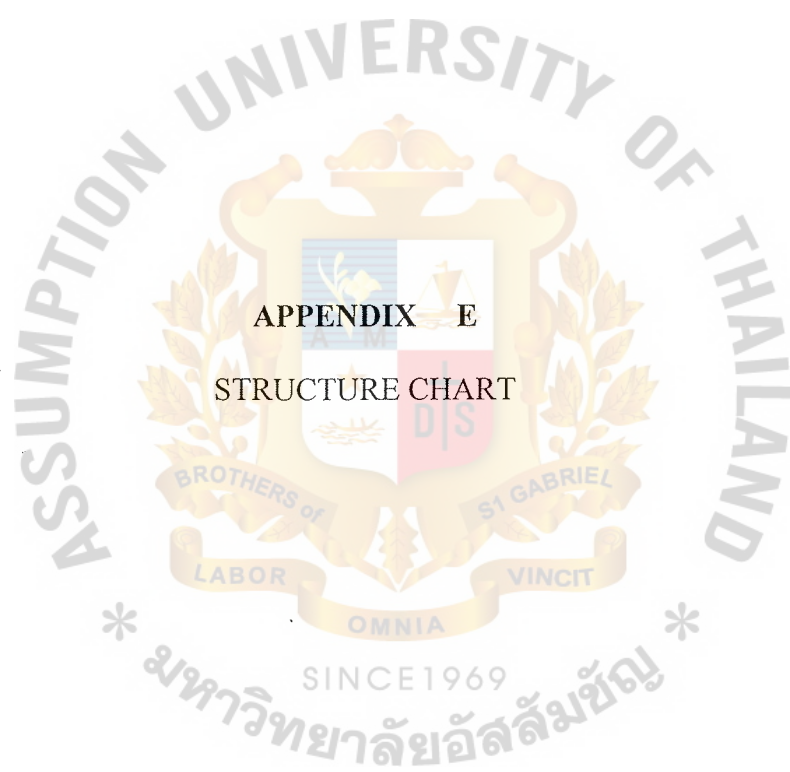 ASSUMPTION UNIVERSITY OF THAILAND
APPENDIX E
A M
STRUCTURE CHART
D S
BROTHERS of
S1 GABRIEL
LABOR
VINCIT
OMNIA
SINCE1969
* มหาวิทยาลัยอัสสัมชัญ *